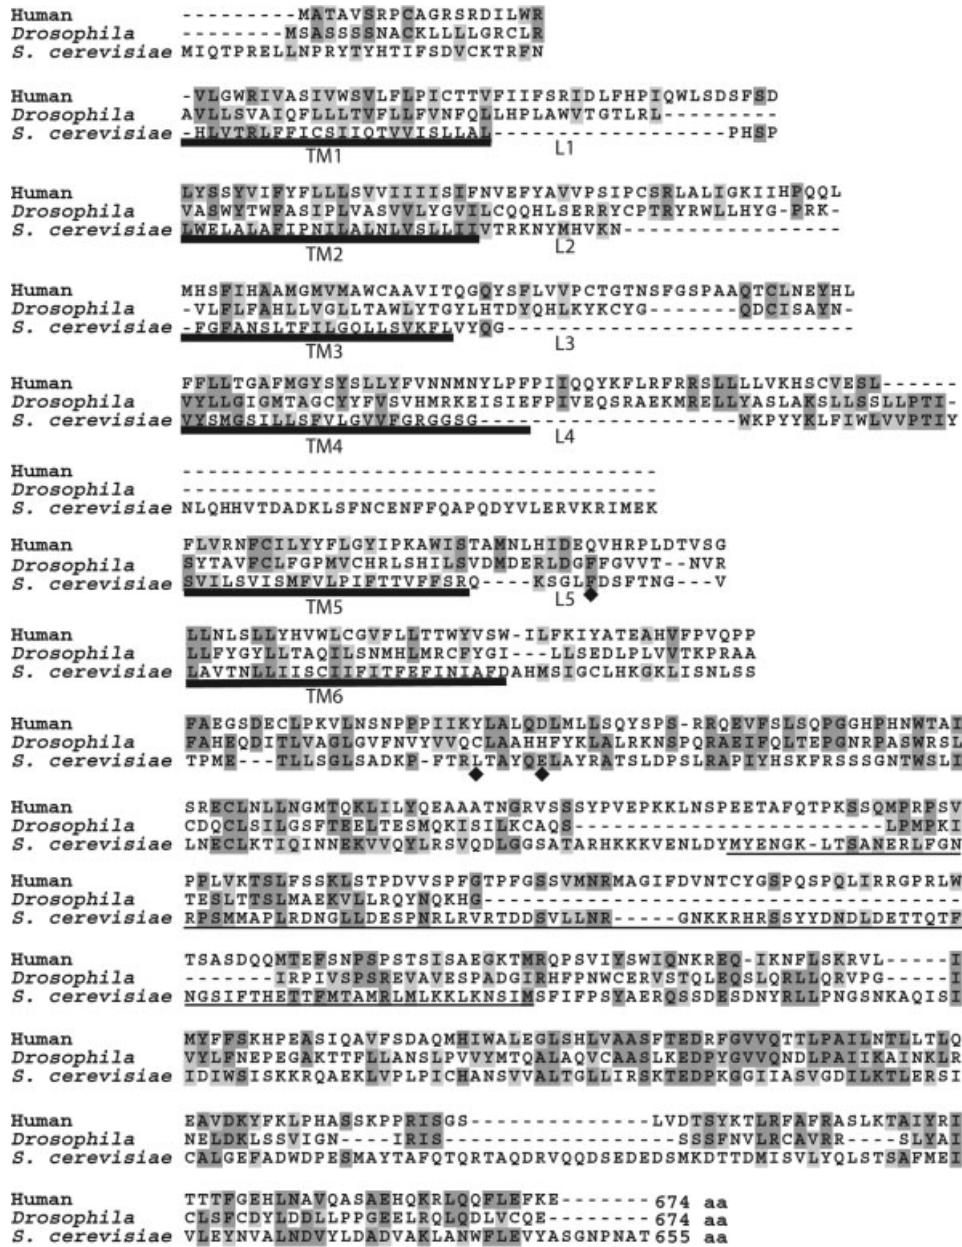 Human - - - - - - - - - MATAVSRPCAGRSRDILWR
Drosophila - - - - - - - - MSASSSSNACKLLLLGRCLR
S. cerevisiae MIQTPRELLNPRYTYHTIFSDVCKTRFN
Human -VLGWRIVASIVWSVLFLPICTTVFIIFSRIDLFHPIQWLSDSFSD
Drosophila AVLLSVAIQFLLLTVFLLFVNFQLLHPLAWVTGTLRL- - - - - - - - -
S. cerevisiae -HLVTRLFFICSIIQTVVISLLAL- - - - - - - - - - - - - - - - - -PHSP
TM1 L1
Human LYSSYVIFYFLLLSVVIIIISIFNVEFYAVVPSIPCSRLALIGKIIHPQQL
Drosophila VASWYTWFASIPLVASVVLYGVILCQQHLSERRYCPTRYRWLLHYG-PRK-
S. cerevisiae LWELALAFIPNILALNLVSLLIIVTRKNYMHVKN- - - - - - - - - - - - - - - - -
TM2 L2
Human MHSFIHAAMGMVMAWCAAVITQGQYSFLVVPCTGTNSFGSPAAQTCLNEYHL
Drosophila -VLFLFAHLLVGLLTAWLYTGYLHTDYQHLKYKCYG- - - - - - -QDCISAYN-
S. cerevisiae -FGFANSLTFILGQLLSVKFLVYQG- - - - - - - - - - - - - - - - - - - - - - - - - - -
TM3 L3
Human FFLLTGAFMGYSYSLLYFVNNMNYLPFPIIQQYKFLRFRRSLLLLVKHSCVESL- - - - - -
Drosophila VYLLGIGMTAGCYYFVSVHMRKEISIEFPIVEQSRAEKMRELLYASLAKSLLSSLLPTI-
S. cerevisiae VYSMGSILLSFVLGVVFGRGGSG- - - - - - - - - - - - - - - - - - - -WKPYYKLFIWLVVPTIY
TM4 L4
Human - - - - - - - - - - - - - - - - - - - - - - - - - - - - - - - - - - - -
Drosophila - - - - - - - - - - - - - - - - - - - - - - - - - - - - - - - - - - - -
S. cerevisiae NLQHHVTDADKLSFNCENFFQAPQDYVLERVKRIMEK
Human FLVRNFCILYYFLGYIPKAWISTAMNLHIDEQVHRPLDTVSG
Drosophila SYTAVFCLFGPMVCHRLSHILSVDMDERLDGFFGVVT- -NVR
S. cerevisiae SVILSVISMFVLPIFTTVFFSRQ- - - -KSGLFDSFTNG- -V
TM5 L5 ◆
Human LLNLSLLYHVWLCGVFLLTTWYVSW-ILFKIYATEAHVFPVQPP
Drosophila LLFYGYLLTAQILSNMHLMRCFYGI- - -LLSEDLPLVVTKPRAA
S. cerevisiae LAVTNLLIISCIIFITFEFINIAFDAHMSIGCLHKGKLISNLSS
TM6
Human FAEGSDECLPKVLNSNPPPIIKYLALQDLMLLSQYSPS-RRQEVFSLSQPGGHPHNWTAI
Drosophila FAHEQDITLVAGLGVFNVYVVQCLAAHHFYKLALRKNSPQRAEIFQLTEPGNRPASWRSL
S. cerevisiae TPME- - -TLLSGLSADKP-FTRLTAYQELAYRATSLDPSLRAPIYHSKFRSSSGNTWSLI
◆ ◆
Human SRECLNLLNGMTQKLILYQEAAATNGRVSSSYPVEPKKLNSPEETAFQTPKSSQMPRPSV
Drosophila CDQCLSILGSFTEELTESMQKISILKCAQS- - - - - - - - - - - - - - - - - - - - - - - -LPMPKI
S. cerevisiae LNECLKTIQINNEKVVQYLRSVQDLGGSATARHKKKVENLDYMYENGK-LTSANERLFGN
Human PPLVKTSLFSSKLSTPDVVSPFGTPFGSSVMNRMAGIFDVNTCYGSPQSPQLIRRGPRLW
Drosophila TESLTTSLMAEKVLLRQYNQKHG- - - - - - - - - - - - - - - - - - - - - - - - - - - - - - - - - - - - -
S. cerevisiae RPSMMAPLRDNGLLDESPNRLRVRTDDSVLLNR- - - - -GNKKRHRSSYYDNDLDETTQTF
Human TSASDQQMTEFSNPSPSTSISAEGKTMRQPSVIYSWIQNKREQ-IKNFLSKRVL- - - -I
Drosophila - - - - - - -IRPIVSPSREVAVESPADGIRHFPNWCERVSTQLEQSLQRLLQRVPG- - - -I
S. cerevisiae NGSIFTHETTFMTAMRLMLKKLKNSIMSFIFPSYAERQSSDESDNYRLLPNGSNKAQISI
Human MYFFSKHPEASIQAVFSDAQMHIWALEGLSHLVAASFTEDRFGVVQTTLPAILNTLLTLQ
Drosophila VYLFNEPEGAKTTFLLANSLPVVYMTQALAQVCAASLKEDPYGVVQNDLPAIIKAINKLR
S. cerevisiae IDIWSISKKRQAEKLVPLPICHANSVVALTGLLIRSKTEDPKGGIIASVGDILKTLERSI
Human EAVDKYFKLPHASSKPPRISGS- - - - - - - - - - - - - -LVDTSYKTLRFAFRASLKTAIYRI
Drosophila NELDKLSSVIGN- - - -IRIS- - - - - - - - - - - - - - - - - -SSSFNVLRCAVRR- - - -SLYAI
S. cerevisiae CALGEFADWDPESMAYTAFQTQRTAQDRVQQDSEDEDSMKDTTDMISVLYQLSTSAFMEI
Human TTTFGEHLNAVQASAEHQKRLQQFLEFKE- - - - - - - - 674 aa
Drosophila CLSFCDYLDDLLPPGEELRQLQDLVCQE- - - - - - - - 674 aa
S. cerevisiae VLEYNVALNDVYLDADVAKLANWFLEVYASGNPNAT 655 aa